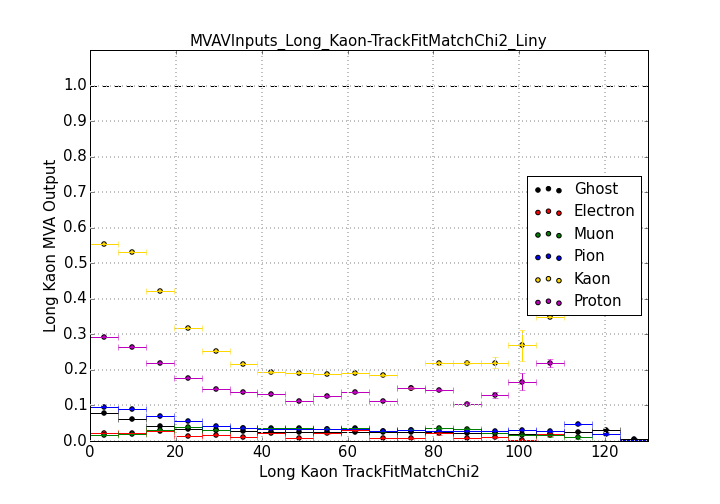 MVAVInputs_Long_Kaon-TrackFitMatchChi2_Liny
Long Kaon MVA Output
1.0
0.9
0.8
0.7
0.6
0.5
0.4
0.3
0.2
0.1
0.0
Ghost
Electron
Muon
Pion
Kaon
Proton
0 20 40 60 80 100 120
Long Kaon TrackFitMatchChi2